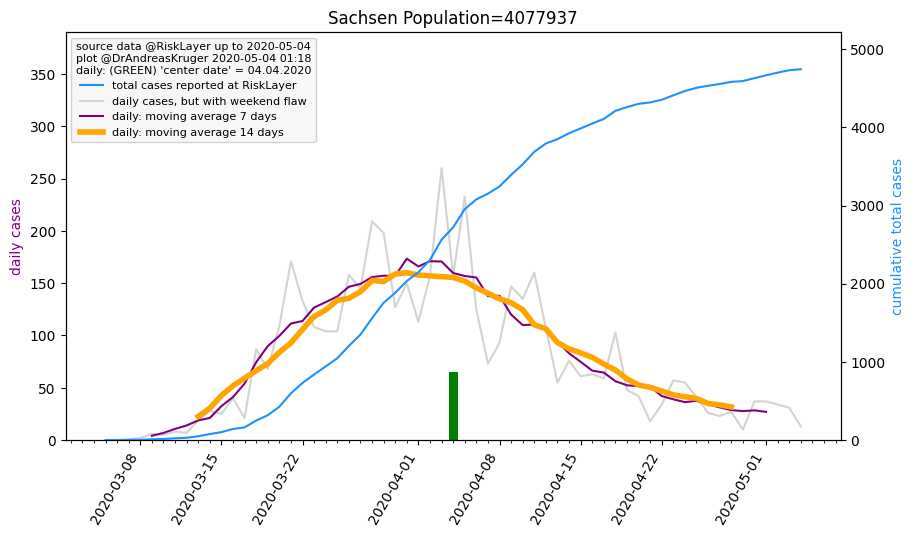 Sachsen Population=4077937
source data @RiskLayer up to 2020-05-04
plot @DrAndreasKruger 2020-05-04 01:18
daily: (GREEN) 'center date' = 04.04.2020
total cases reported at RiskLayer
daily cases, but with weekend flaw
daily: moving average 7 days
daily: moving average 14 days
daily cases
350
300
250
200
150
100
50
0
5000
4000
3000
2000
1000
0
cumulative total cases
2020-03-08
2020-03-15
2020-03-22
2020-04-01
2020-04-08
2020-04-15
2020-04-22
2020-05-01